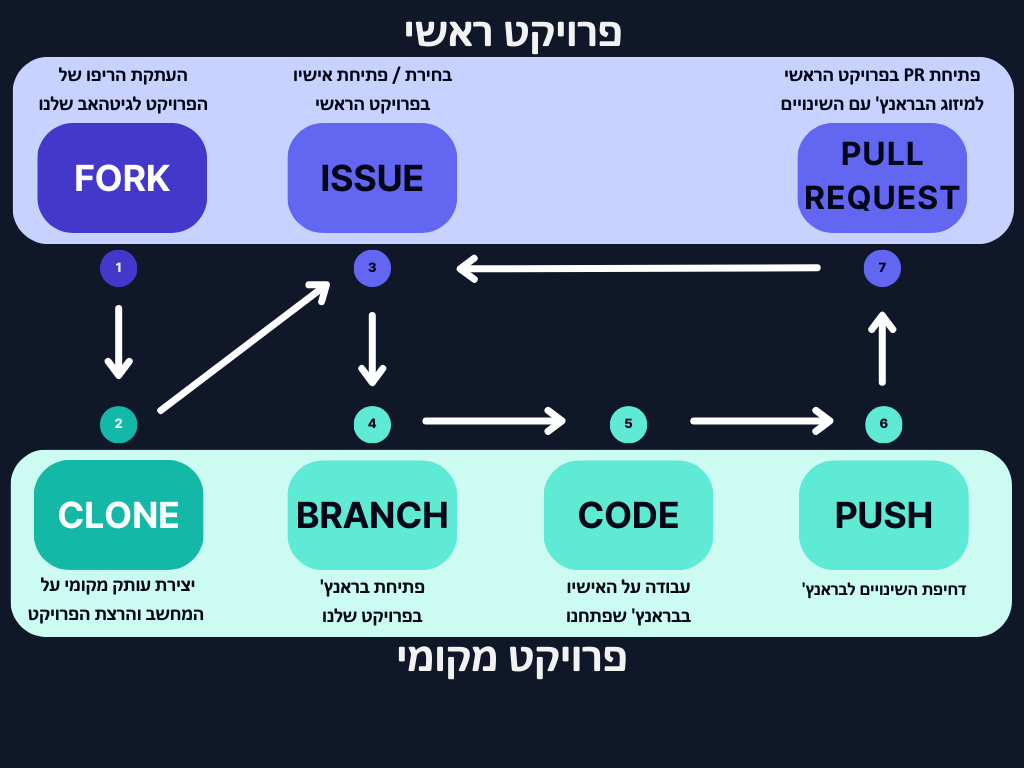 פרויקט ראשי
העתקת הריפו של
הפרויקט לגיטהאב שלנו
FORK
1
בחירת / פתיחת אישיו
בפרויקט הראשי
ISSUE
3
פתיחת PR בפרויקט הראשי
למיזוג הבראנץ' עם השינויים
PULL
REQUEST
7
2
CLONE
יצירת עותק מקומי על
המחשב והרצת הפרויקט
4
BRANCH
פתיחת בראנץ'
בפרויקט שלנו
5
CODE
עבודה על האישיו
בבראנץ' שפתחנו
6
PUSH
דחיפת השינויים לבראנץ'
פרויקט מקומי